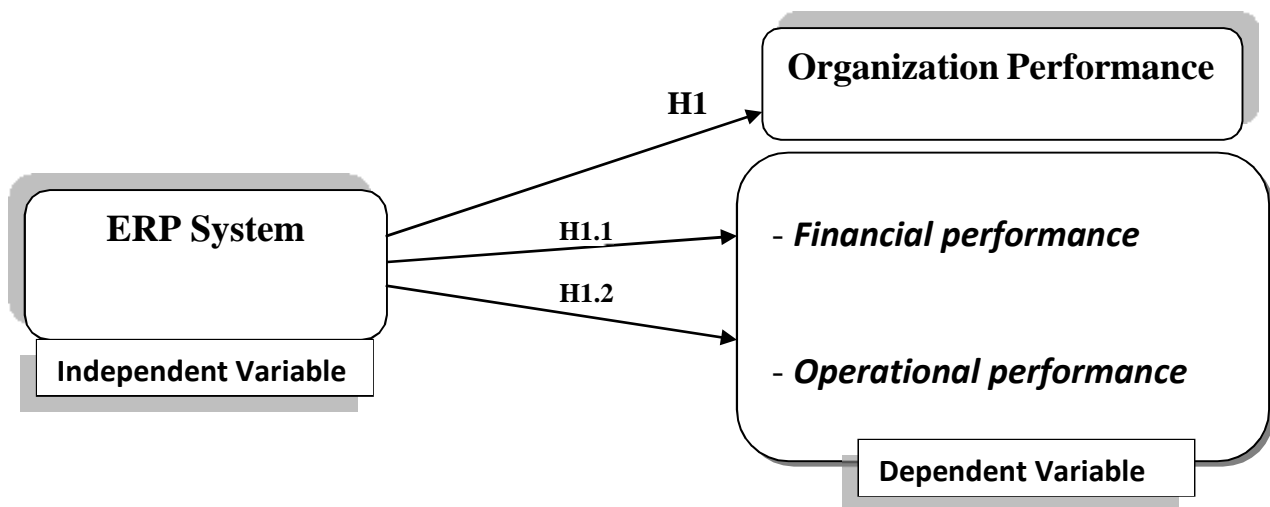 Organization Performance
H1
ERP System
H1.1
- Financial performance
H1.2
Independent Variable
- Operational performance
Dependent Variable